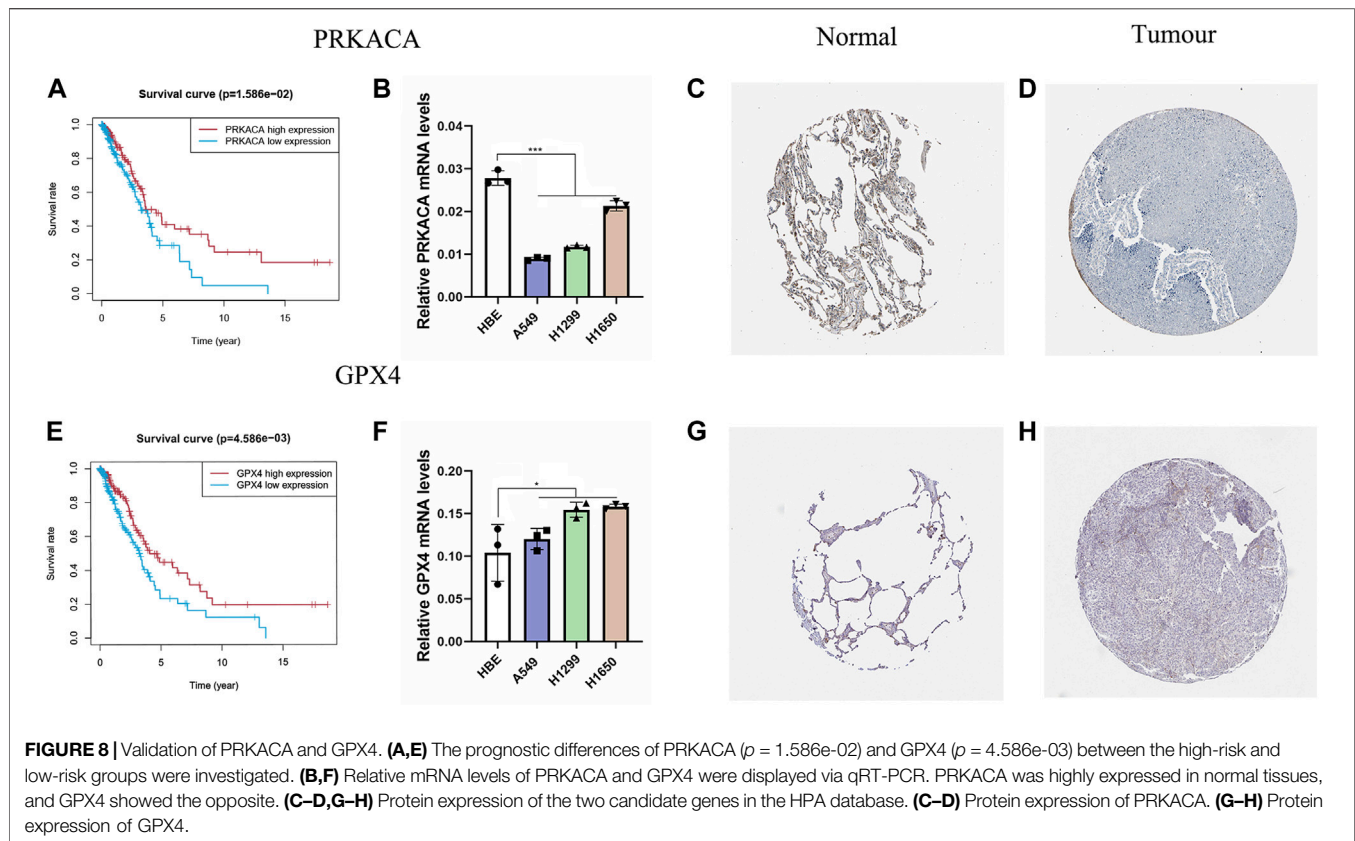 PRKACA
Normal
Tumour
A
Survival curve (p=1.586e−02)
PRKACA high expression
PRKACA low expression
Survival rate
1.0
0.8
0.6
0.4
0.2
0.0
0
5
10
15
Time (year)
B
Relative PRKACA mRNA levels
0.04
0.03
0.02
0.01
0.00
***
HBE
A549
H1299
H1650
C
D
GPX4
E
Survival curve (p=4.586e−03)
GPX4 high expression
GPX4 low expression
Survival rate
1.0
0.8
0.6
0.4
0.2
0.0
0
5
10
15
Time (year)
F
Relative GPX4 mRNA levels
0.20
0.15
0.10
0.05
0.00
*
HBE
A549
H1299
H1650
G
H
FIGURE 8 | Validation of PRKACA and GPX4. (A,E) The prognostic differences of PRKACA (p = 1.586e-02) and GPX4 (p = 4.586e-03) between the high-risk and
low-risk groups were investigated. (B,F) Relative mRNA levels of PRKACA and GPX4 were displayed via qRT-PCR. PRKACA was highly expressed in normal tissues,
and GPX4 showed the opposite. (C–D,G–H) Protein expression of the two candidate genes in the HPA database. (C–D) Protein expression of PRKACA. (G–H) Protein
expression of GPX4.